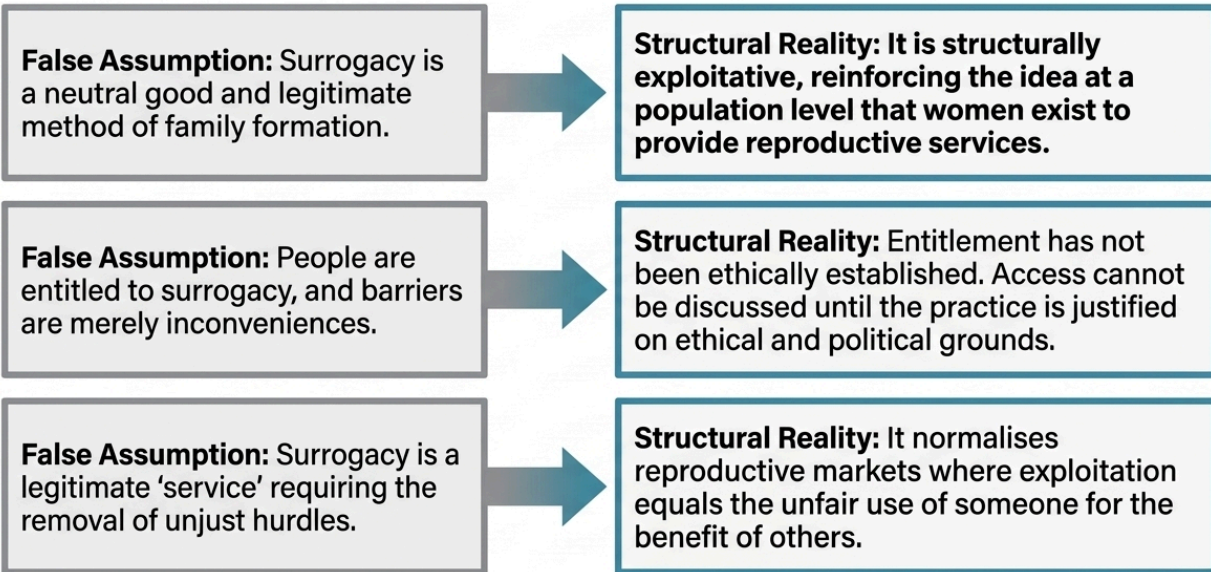 False Assumption: Surrogacy is
a neutral good and legitimate
method of family formation.
Structural Reality: It is structurally
exploitative, reinforcing the idea at a
population level that women exist to
provide reproductive services.
False Assumption: People are
entitled to surrogacy, and barriers
are merely inconveniences.
Structural Reality: Entitlement has not
been ethically established. Access cannot
be discussed until the practice is justified
on ethical and political grounds.
False Assumption: Surrogacy is a
legitimate ‘service’ requiring the
removal of unjust hurdles.
Structural Reality: It normalises
reproductive markets where exploitation
equals the unfair use of someone for the
benefit of others.